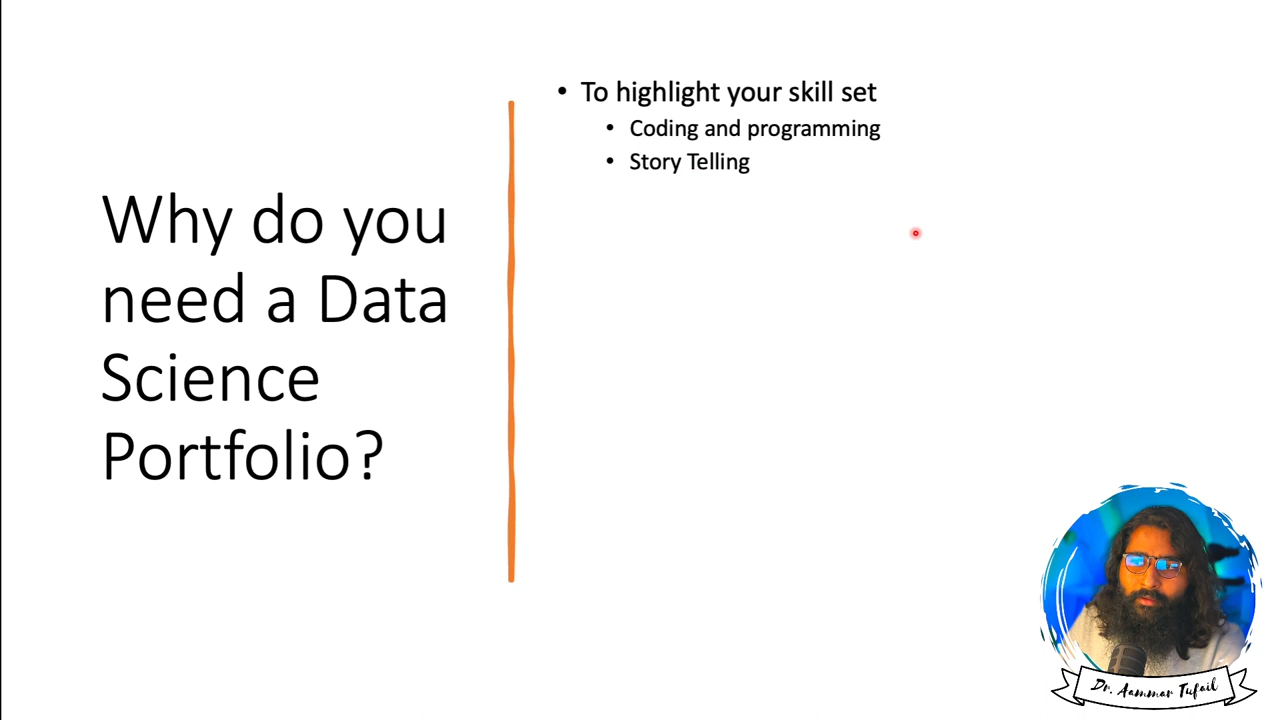 Why do you
need a Data
Science
Portfolio?
• To highlight your skill set
• Coding and programming
• Story Telling
Dr. Aammar Tufail